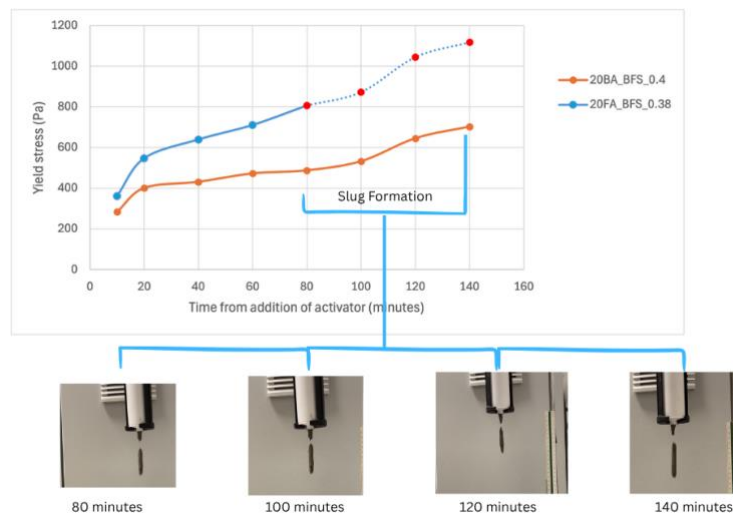 1200
1000
800
600
400
200
0
Yield stress (Pa)
0 20 40 60 80 100 120 140 160
Time from addition of activator (minutes)
20BA_BFS_0.4
20FA_BFS_0.38
Slug Formation
80 minutes
100 minutes
120 minutes
140 minutes